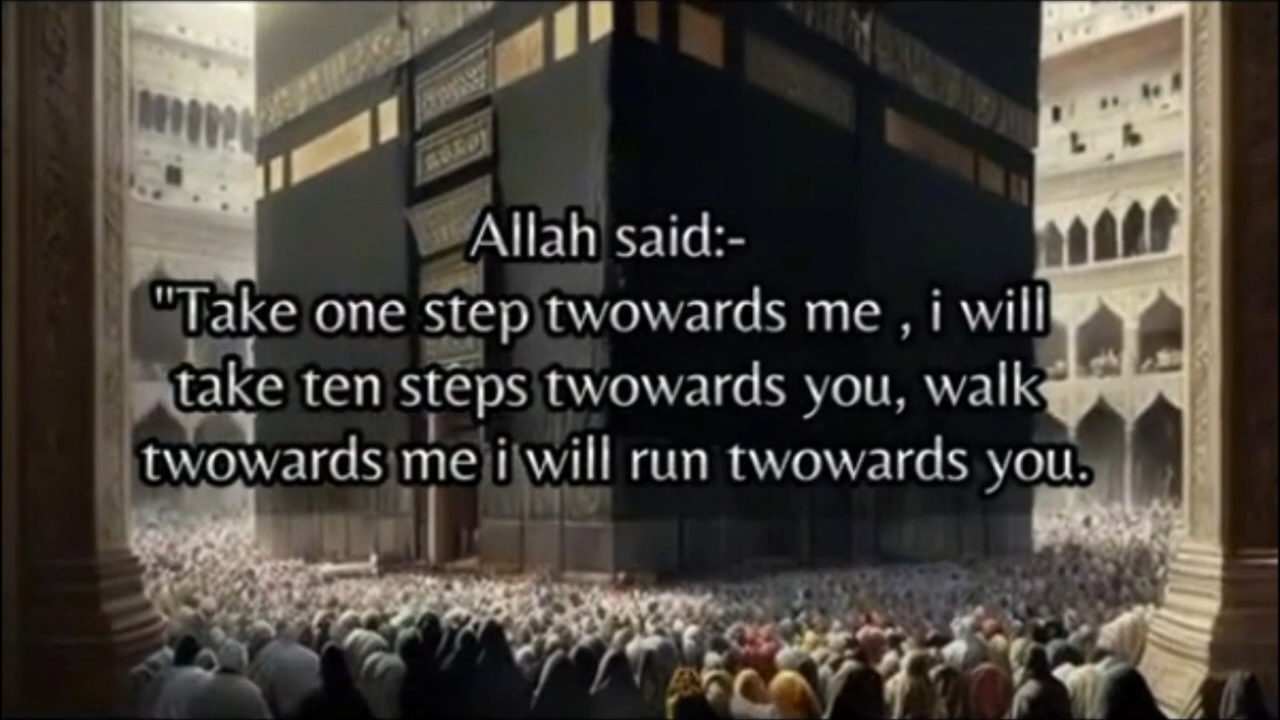 Allah said:-
"Take one step twowards me , i will
take ten steps twowards you, walk
twowards me i will run twowards you.